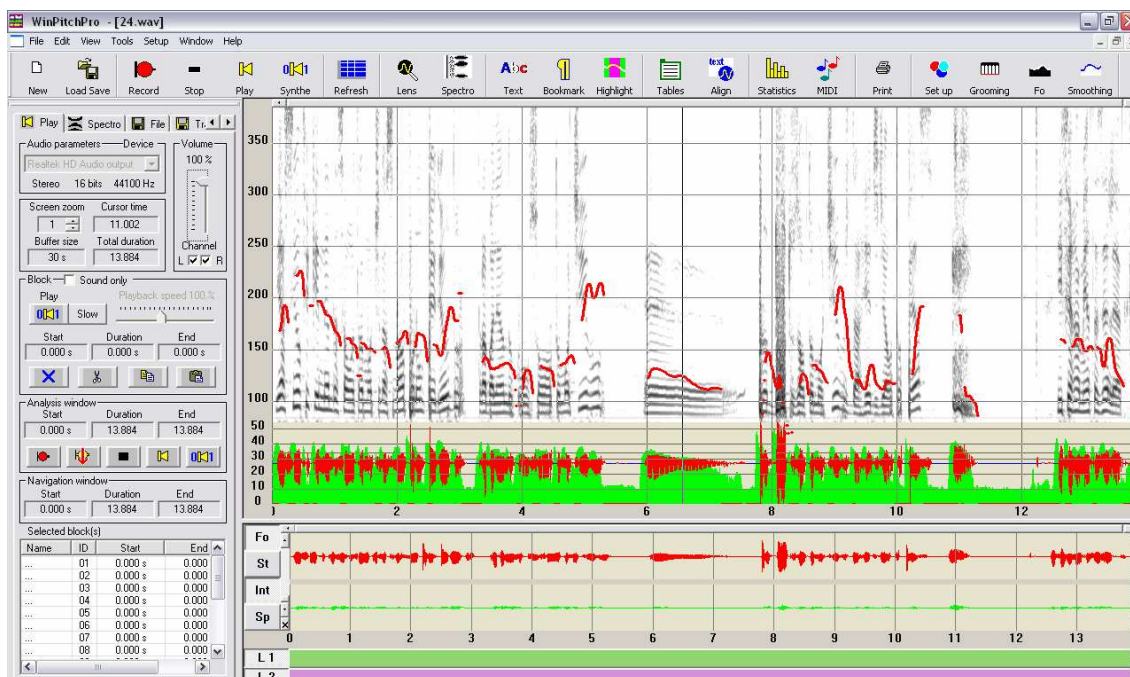 WinPitchPro - [24.wav]
File Edit View Tools Setup Window Help
New Load Save Record Stop Play Synthe Refresh Lens Spectro Text Bookmark Highlight Tables Align Statistics MIDI Print Set up Grooming Fo Smoothing
Play Spectro File
Audio parameters Device
Realtek HD Audio output
Stereo 16 bits 44100 Hz
Volume
100 %
Channel
L R
Screen zoom Cursor time
1 11.002
Buffer size Total duration
30 s 13.884
Block Sound only
Play Playback speed 100 %
Slow
Start Duration End
0.000 s 0.000 s 0.000 s
Analysis window
Start Duration End
0.000 s 13.884 13.884
Navigation window
Start Duration End
0.000 s 13.884 13.884
Selected block(s)
Name ID Start End
... 01 0.000 s 0.000
... 02 0.000 s 0.000
... 03 0.000 s 0.000
... 04 0.000 s 0.000
... 05 0.000 s 0.000
... 06 0.000 s 0.000
... 07 0.000 s 0.000
... 08 0.000 s 0.000
350
300
250
200
150
100
50
40
30
20
10
0
0 2 4 6 8 10 12
Fo
St
Int
Sp
0 1 2 3 4 5 6 7 8 9 10 11 12 13
L 1